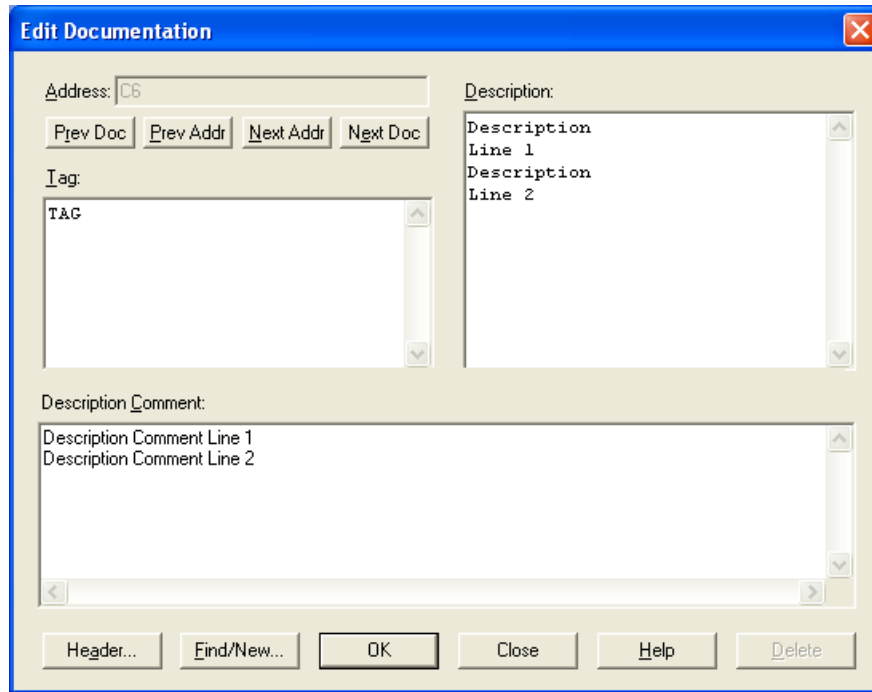 Edit Documentation
Address: C6
Prev Doc Prev Addr Next Addr Next Doc
Tag:
TAG
Description:
Description
Line 1
Description
Line 2
Description Comment:
Description Comment Line 1
Description Comment Line 2
Header... Find/New... OK Close Help Delete